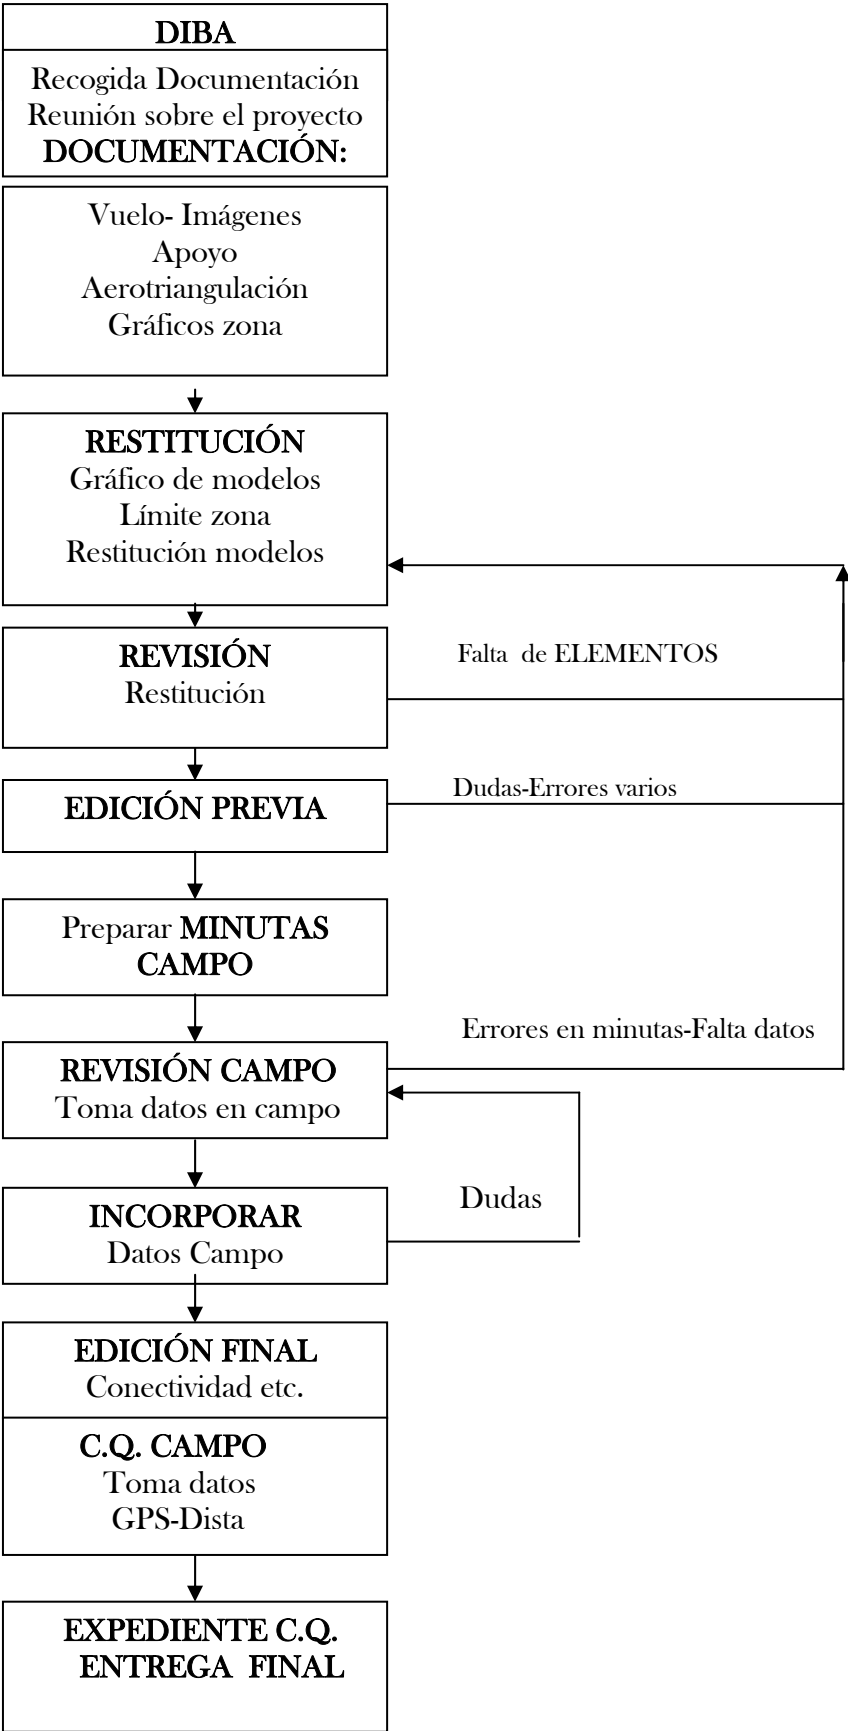 DIBA
Recogida Documentación
Reunión sobre el proyecto
DOCUMENTACIÓN:
Vuelo- Imágenes
Apoyo
Aerotriangulación
Gráficos zona
RESTITUCIÓN
Gráfico de modelos
Límite zona
Restitución modelos
REVISIÓN
Restitución
Falta de ELEMENTOS
EDICIÓN PREVIA
Dudas-Errores varios
Preparar MINUTAS
CAMPO
Errores en minutas-Falta datos
REVISIÓN CAMPO
Toma datos en campo
INCORPORAR
Datos Campo
Dudas
EDICIÓN FINAL
Conectividad etc.
C.Q. CAMPO
Toma datos
GPS-Dista
EXPEDIENTE C.Q.
ENTREGA FINAL